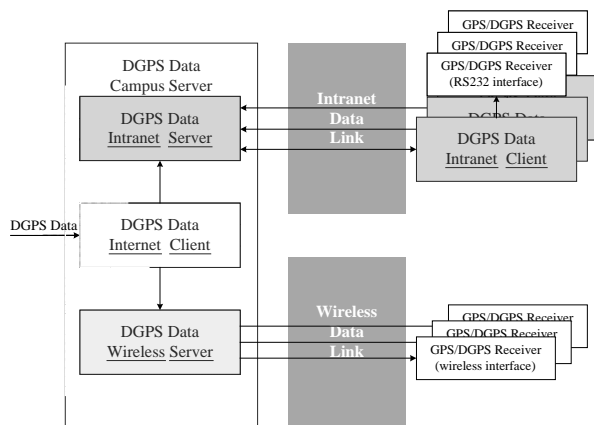 GPS/DGPS Receiver
GPS/DGPS Receiver
GPS/DGPS Receiver
(RS232 interface)
DGPS Data
Campus Server
DGPS Data
Intranet Server
Intranet
Data
Link
DGPS Data
DGPS Data
Intranet Client
DGPS Data
DGPS Data
Internet Client
DGPS Data
Wireless Server
Wireless
Data
Link
GPS/DGPS Receiver
GPS/DGPS Receiver
GPS/DGPS Receiver
(wireless interface)